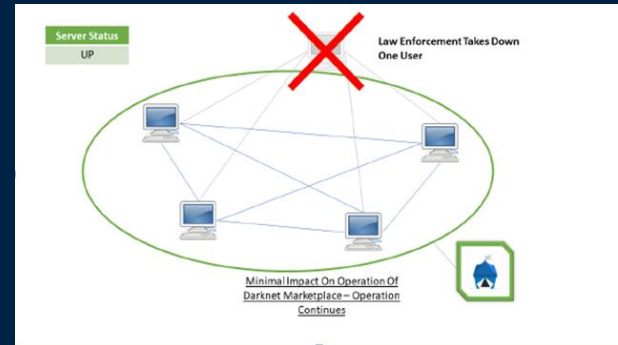 Server Status
UP
Law Enforcement Takes Down
One User
Minimal Impact On Operation Of
Darknet Marketplace – Operation
Continues